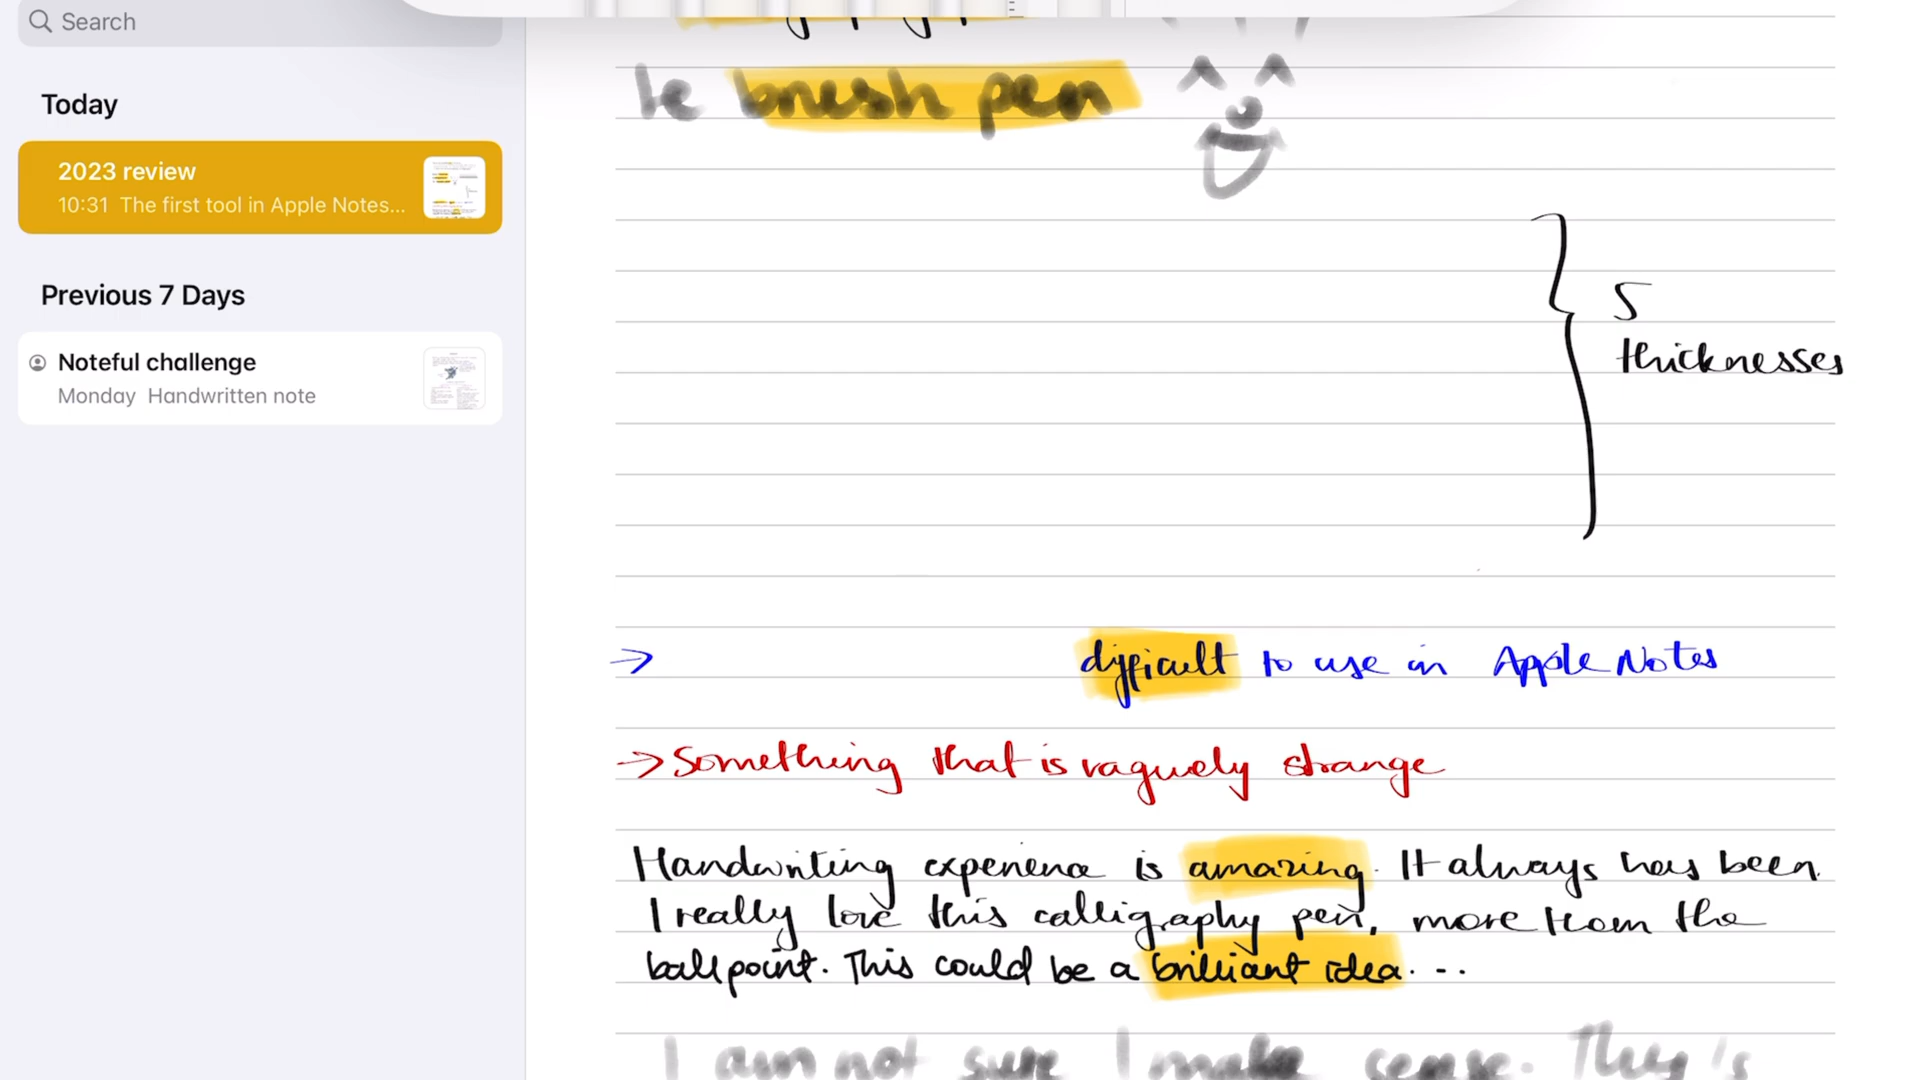 Search
Today
2023 review
10:31 The first tool in Apple Notes...
Previous 7 Days
Noteful challenge
Monday Handwritten note
brush pen
5
thicknesses
→ difficult to use in Apple Notes
→ Something that is vaguely strange
Handwriting experience is amazing. It always has been.
I really love this calligraphy pen, more than the
ballpoint. This could be a brilliant idea...
I am not sure I make sense. This is